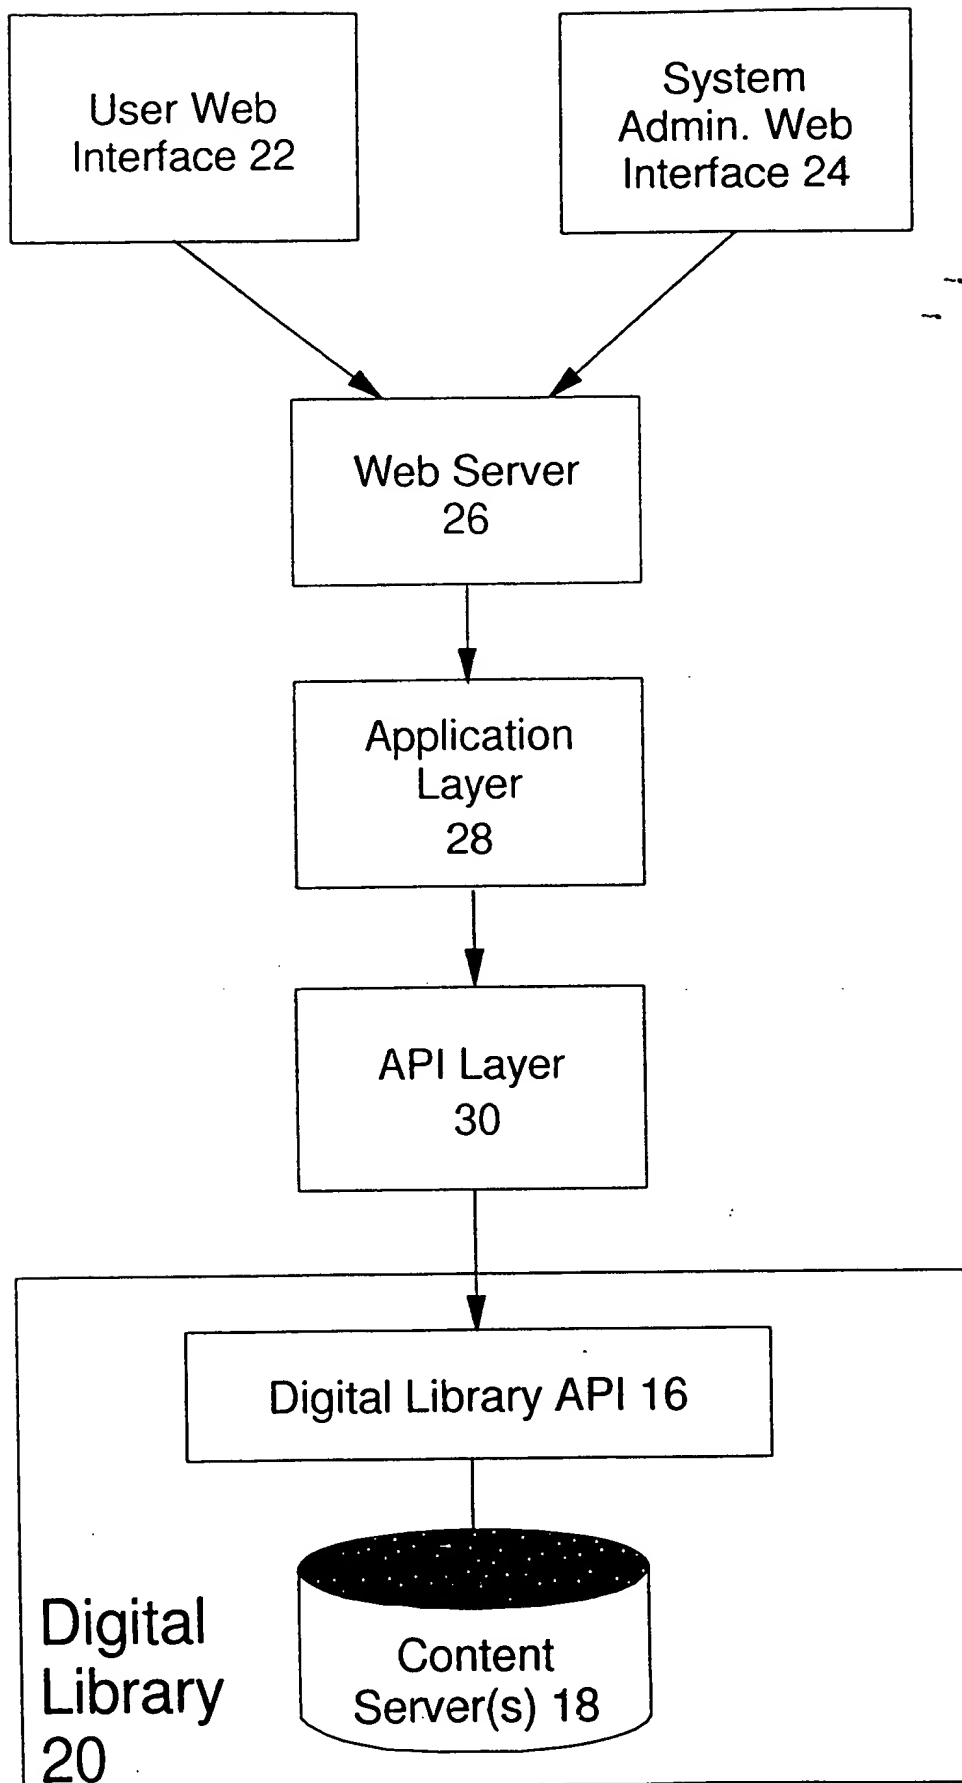 User Web
Interface 22
System
Admin. Web
Interface 24
Web Server
26
Application
Layer
28
API Layer
30
Digital Library API 16
Content
Server(s) 18
Digital
Library
20